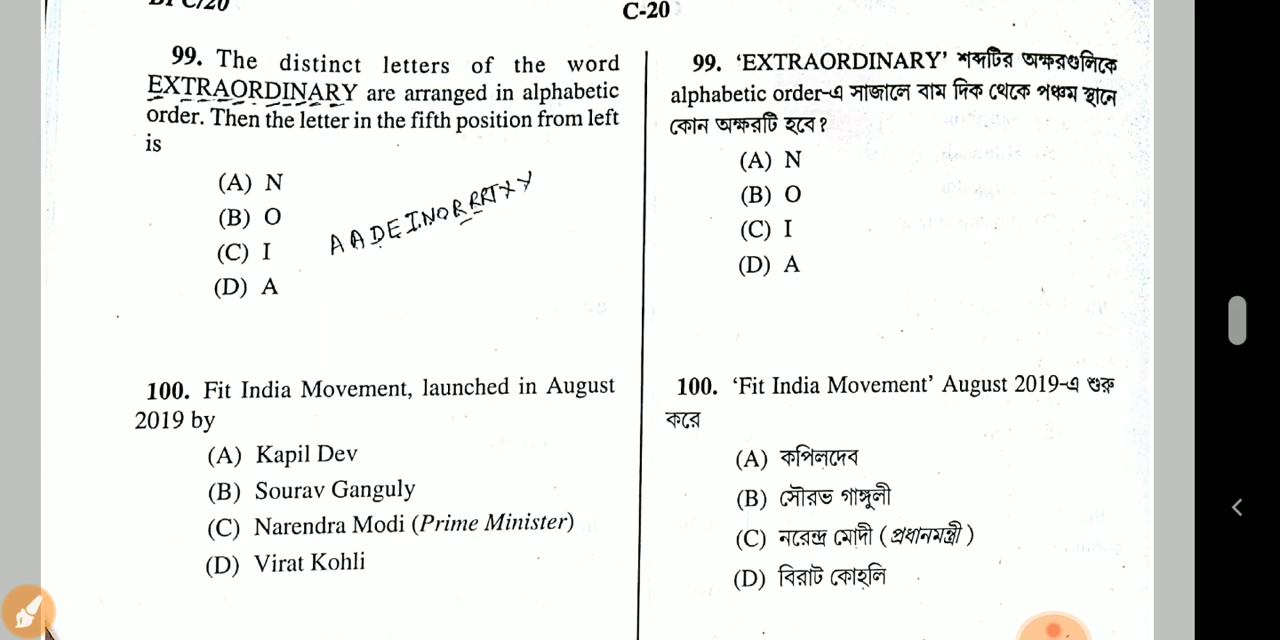 C-20
99. The distinct letters of the word
EXTRAORDINARY are arranged in alphabetic
order. Then the letter in the fifth position from left
is
(A) N
(B) O
(C) I
(D) A
AADEINORRRTXY
100. Fit India Movement, launched in August
2019 by
(A) Kapil Dev
(B) Sourav Ganguly
(C) Narendra Modi (Prime Minister)
(D) Virat Kohli
99. ‘EXTRAORDINARY’ শব্দটির অক্ষরগুলিকে
alphabetic order-এ সাজালে বাম দিক থেকে পঞ্চম স্থানে
কোন অক্ষরটি হবে?
(A) N
(B) O
(C) I
(D) A
100. ‘Fit India Movement’ August 2019-এ শুরু
করে
(A) কপিলদেব
(B) সৌরভ গাঙ্গুলী
(C) নরেন্দ্র মোদী (প্রধানমন্ত্রী)
(D) বিরাট কোহলি